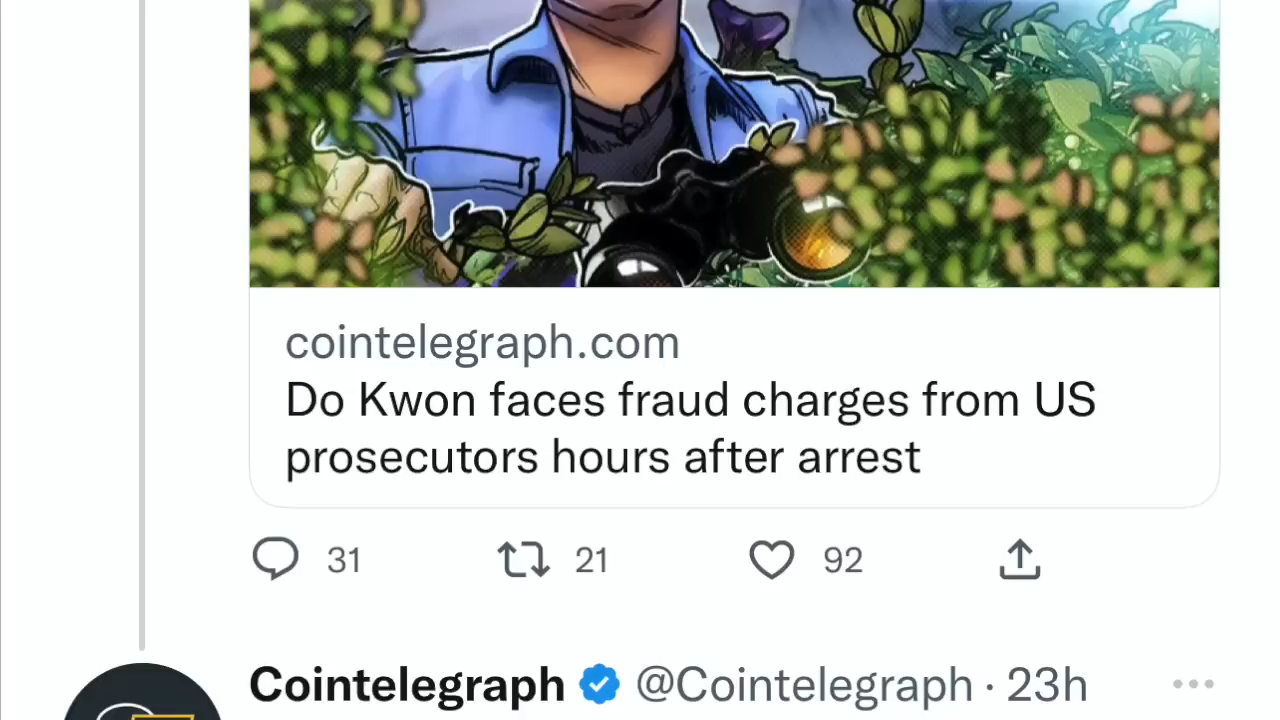 cointelegraph.com
Do Kwon faces fraud charges from US
prosecutors hours after arrest
31 21 92
Cointelegraph @Cointelegraph · 23h